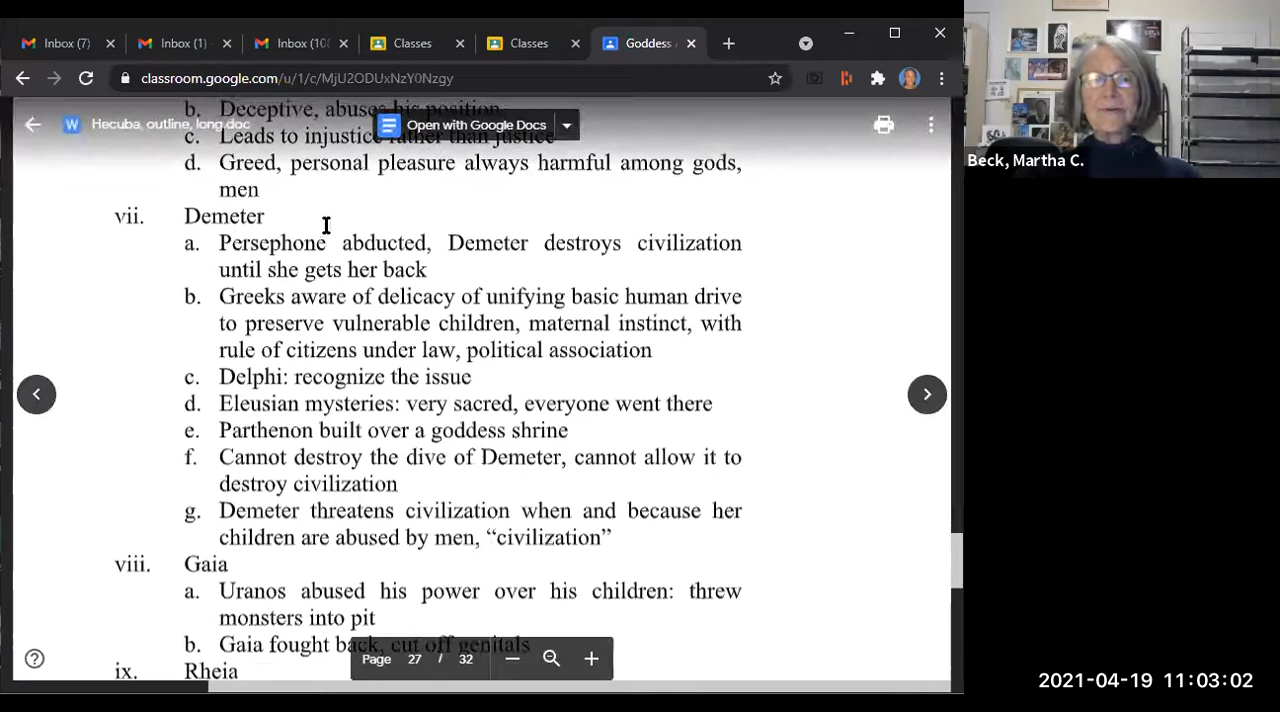 Inbox (7)
Inbox (1)
Inbox (10
Classes
Classes
Goddess
classroom.google.com/u/1/c/MjU2ODUxNzY0Nzgy
Hecuba, outline, long.doc
Open with Google Docs
b. Deceptive, abuses his position
c. Leads to injustice rather than justice
d. Greed, personal pleasure always harmful among gods,
men
vii. Demeter
a. Persephone abducted, Demeter destroys civilization
until she gets her back
b. Greeks aware of delicacy of unifying basic human drive
to preserve vulnerable children, maternal instinct, with
rule of citizens under law, political association
c. Delphi: recognize the issue
d. Eleusian mysteries: very sacred, everyone went there
e. Parthenon built over a goddess shrine
f. Cannot destroy the dive of Demeter, cannot allow it to
destroy civilization
g. Demeter threatens civilization when and because her
children are abused by men, “civilization”
viii. Gaia
a. Uranos abused his power over his children: threw
monsters into pit
b. Gaia fought back, cut off genitals
ix. Rheia
Page 27 / 32
Beck, Martha C.
2021-04-19 11:03:02